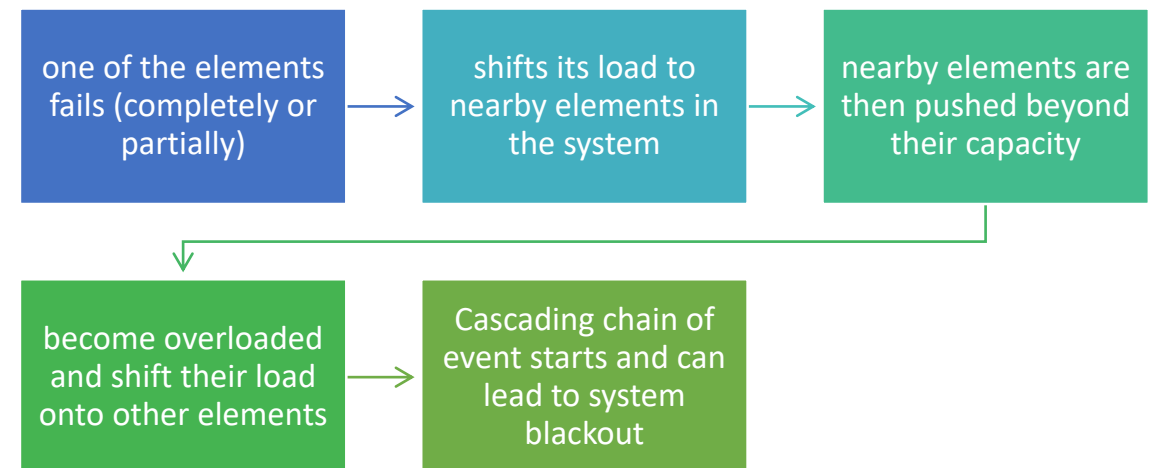 one of the elements
fails (completely or
partially)
shifts its load to
nearby elements in
the system
nearby elements are
then pushed beyond
their capacity
become overloaded
and shift their load
onto other elements
Cascading chain of
event starts and can
lead to system
blackout